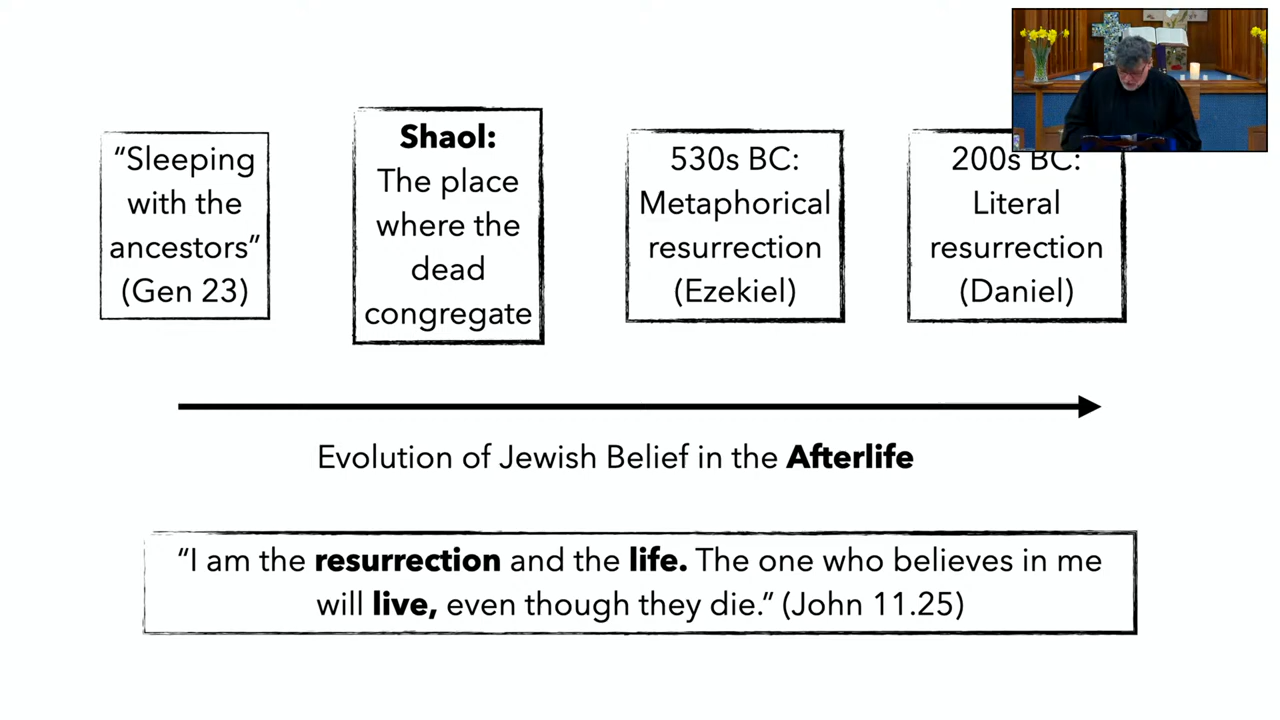 “Sleeping
with the
ancestors”
(Gen 23)
Shaol:
The place
where the
dead
congregate
530s BC:
Metaphorical
resurrection
(Ezekiel)
200s BC:
Literal
resurrection
(Daniel)
Evolution of Jewish Belief in the Afterlife
“I am the resurrection and the life. The one who believes in me
will live, even though they die.” (John 11.25)